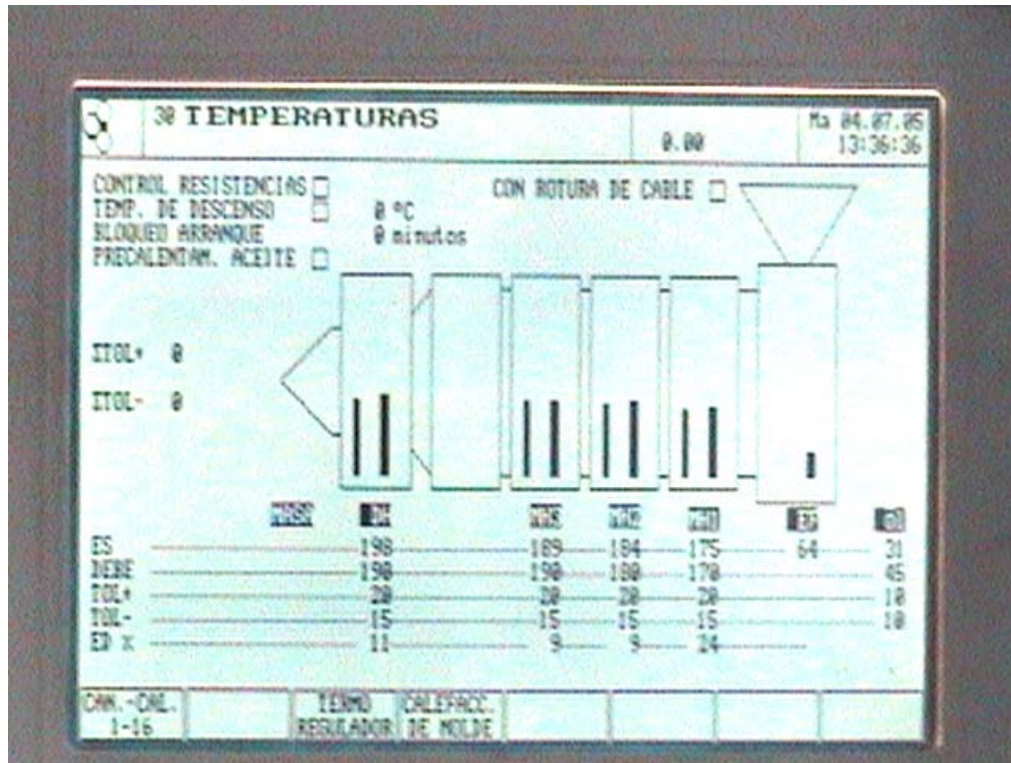 30 TEMPERATURAS
0.00
Ma 04.07.05
13:36:36
CONTROL RESISTENCIAS
CON ROTURA DE CABLE
TEMP. DE DESCENSO 0 °C
BLOQUEO ARRANQUE 0 minutos
PRECALENTAM. ACEITE
ITOL+ 0
ITOL- 0
ES 198 189 184 175 64 31
DEBE 190 190 180 170 45
TOL+ 20 20 20 20 10
TOL- 15 15 15 15 10
ED % 11 9 9 24
CAN.-CAL. 1-16
TERMO REGULADOR
CALEFACC. DE MOLDE